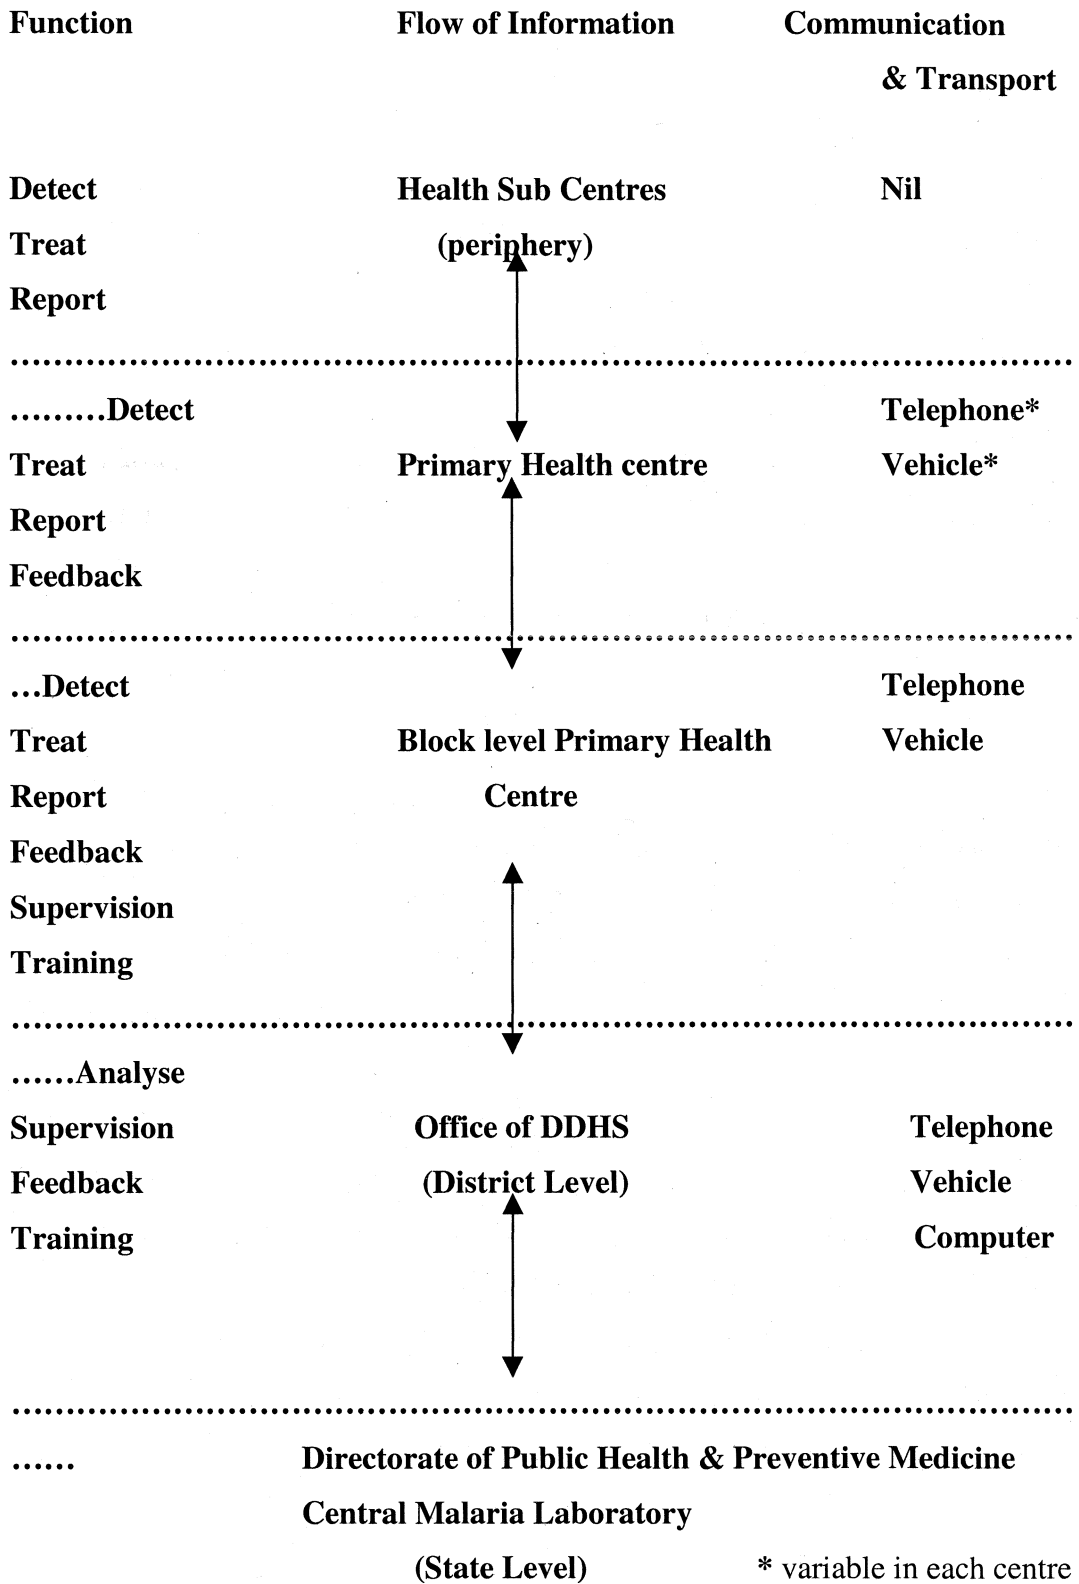 Function Flow of Information Communication
& Transport
Detect Health Sub Centres Nil
Treat (periphery)
Report
………Detect Telephone*
Treat Primary Health centre Vehicle*
Report
Feedback
…Detect Telephone
Treat Block level Primary Health Vehicle
Report Centre
Feedback
Supervision
Training
……Analyse
Supervision Office of DDHS Telephone
Feedback (District Level) Vehicle
Training Computer
…… Directorate of Public Health & Preventive Medicine
Central Malaria Laboratory
(State Level) * variable in each centre